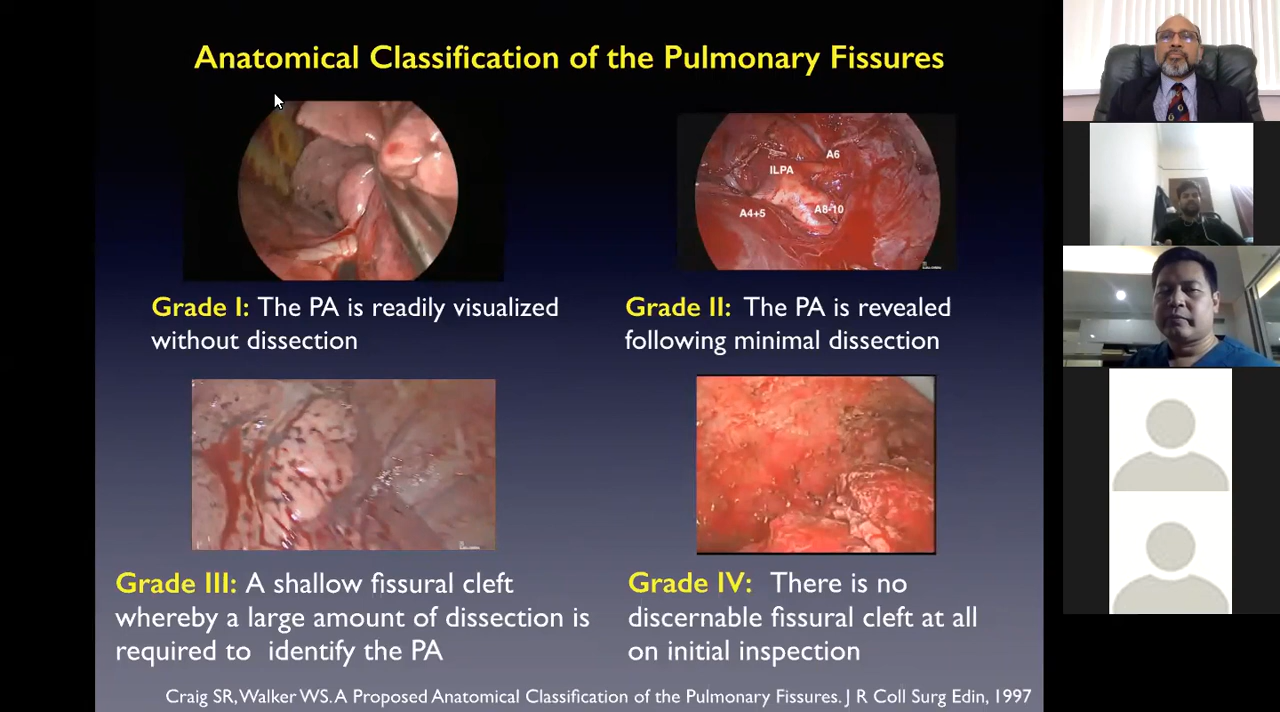 Anatomical Classification of the Pulmonary Fissures
A6
ILPA
A4+5
A8-10
Grade I: The PA is readily visualized
without dissection
Grade II: The PA is revealed
following minimal dissection
Grade III: A shallow fissural cleft
whereby a large amount of dissection is
required to identify the PA
Grade IV: There is no
discernable fissural cleft at all
on initial inspection
Craig SR, Walker WS. A Proposed Anatomical Classification of the Pulmonary Fissures. J R Coll Surg Edin, 1997